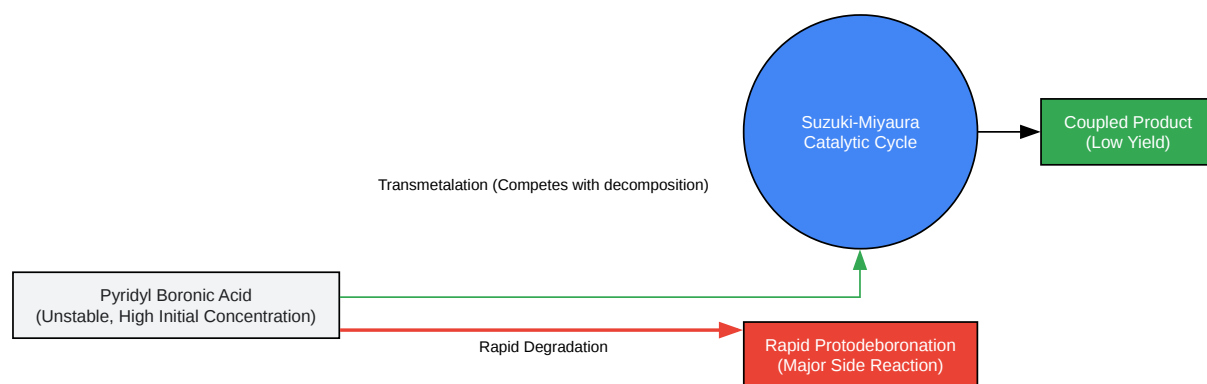 Suzuki-Miyaura
Catalytic Cycle
Coupled Product
(Low Yield)
Transmetalation (Competes with decomposition)
Pyridyl Boronic Acid
(Unstable, High Initial Concentration)
Rapid Degradation
Rapid Protodeboronation
(Major Side Reaction)